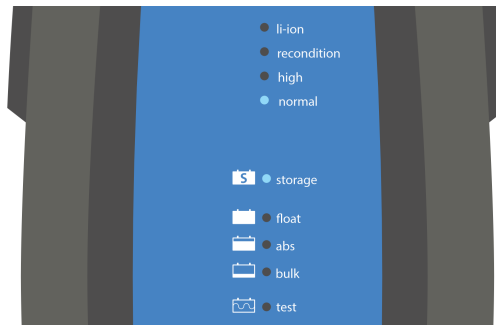 li-ion
recondition
high
normal
S storage
float
abs
bulk
test